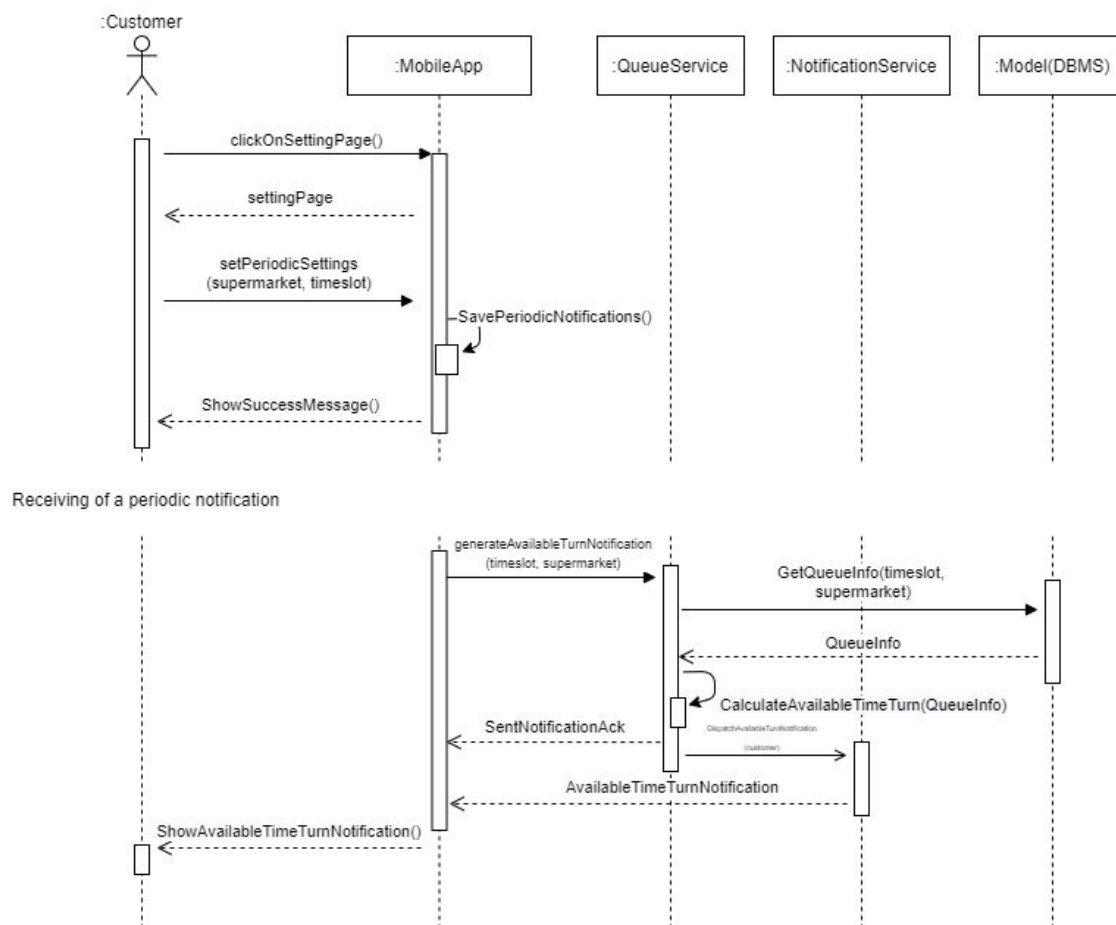 :Customer
:MobileApp
:QueueService
:NotificationService
:Model(DBMS)
clickOnSettingPage()
settingPage
setPeriodicSettings
(supermarket, timeslot)
SavePeriodicNotifications()
ShowSuccessMessage()
Receiving of a periodic notification
generateAvailableTurnNotification
(timeslot, supermarket)
GetQueueInfo(timeslot,
supermarket)
QueueInfo
CalculateAvailableTimeTurn(QueueInfo)
SentNotificationAck
DispatchAvailableTurnNotification
(customer)
AvailableTimeTurnNotification
ShowAvailableTimeTurnNotification()